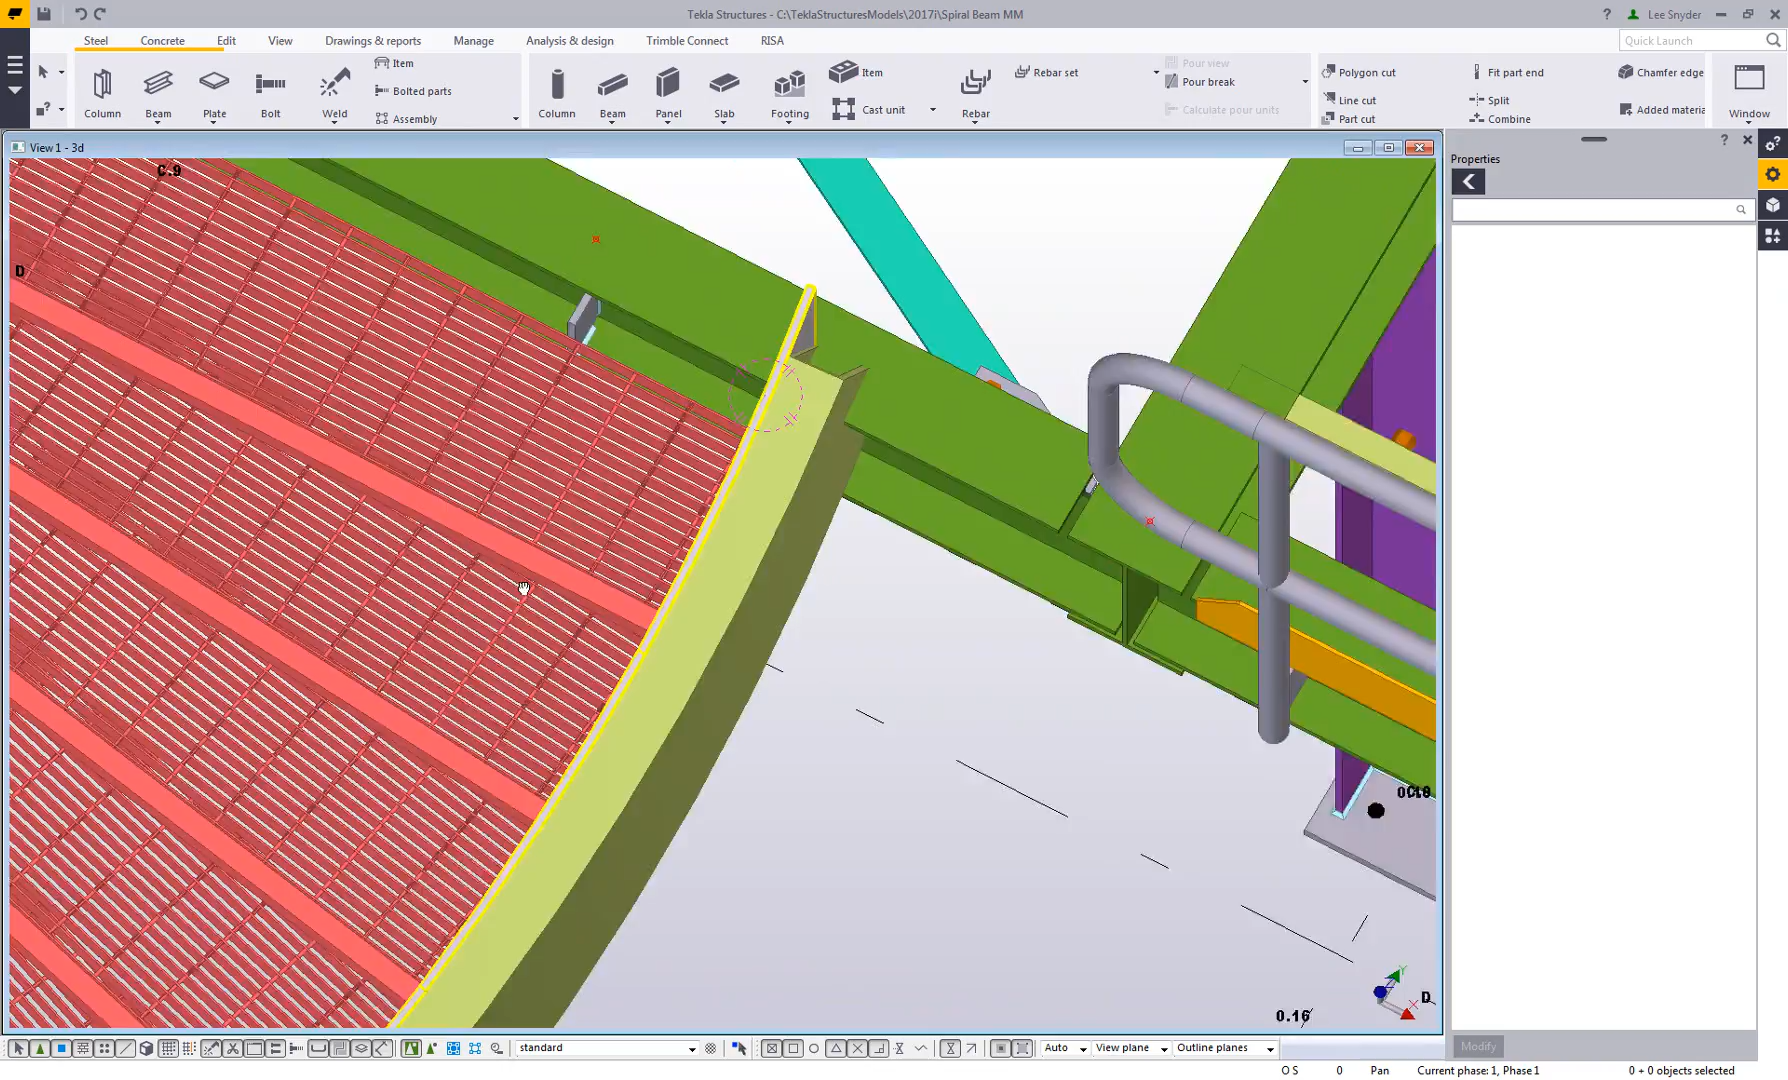 Tekla Structures - C:\TeklaStructuresModels\2017i\Spiral Beam MM
? Lee Snyder
Steel Concrete Edit View Drawings & reports Manage Analysis & design Trimble Connect RISA
Quick Launch
Column Beam Plate Bolt Weld
Item
Bolted parts
Assembly
Column Beam Panel Slab Footing
Item
Cast unit
Rebar
Rebar set
Pour view
Pour break
Calculate pour units
Polygon cut
Line cut
Part cut
Fit part end
Split
Combine
Chamfer edge
Added materia
Window
View 1 - 3d
Properties
C.9
D
D
0.16
standard
Auto View plane Outline planes
Modify
O S 0 Pan Current phase: 1, Phase 1 0 + 0 objects selected